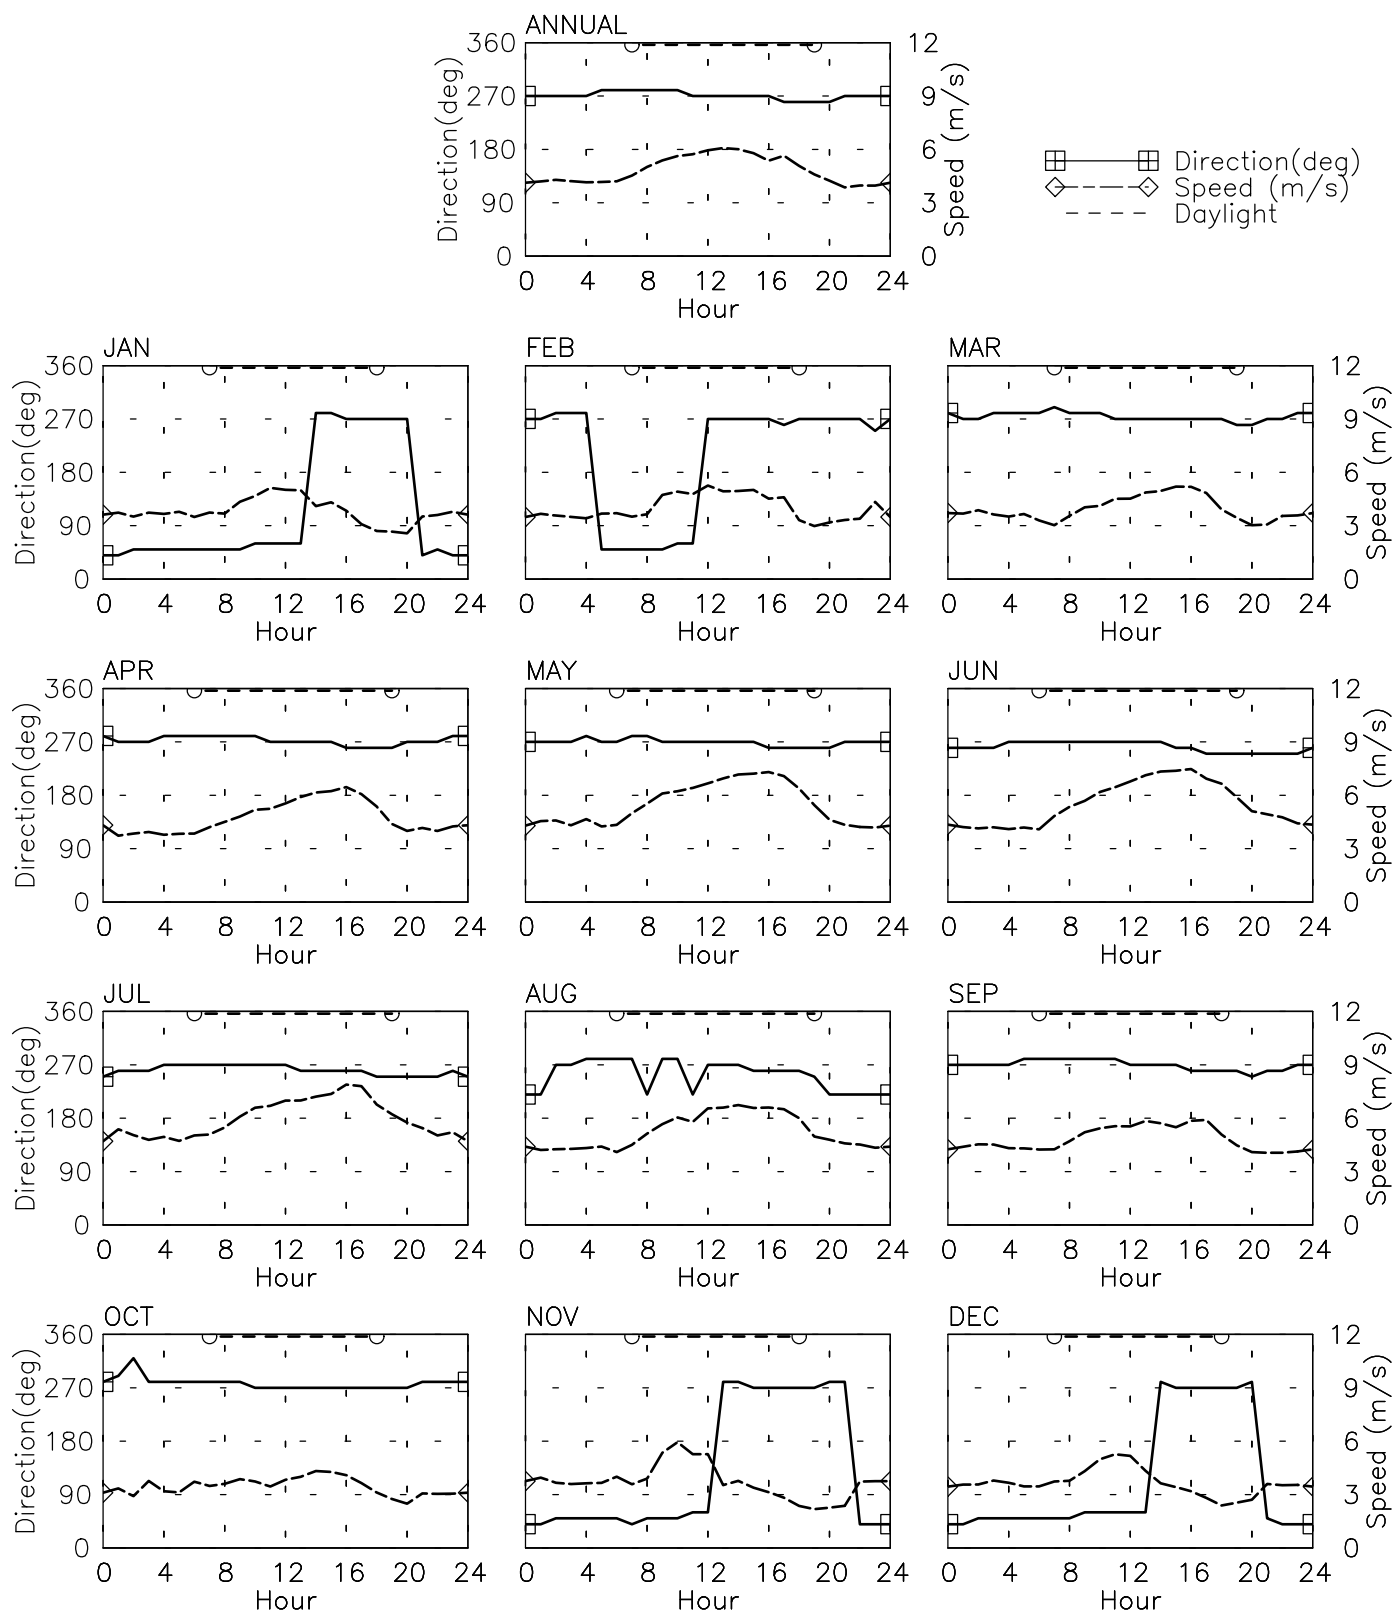 ANNUAL
360 12
270 9
180 6
90 3
0 0
Direction(deg)
Speed (m/s)
0 4 8 12 16 20 24
Hour
Direction(deg)
Speed (m/s)
Daylight
JAN FEB MAR
360 12
270 9
180 6
90 3
0 0
Direction(deg)
Speed (m/s)
0 4 8 12 16 20 24 0 4 8 12 16 20 24 0 4 8 12 16 20 24
Hour Hour Hour
APR MAY JUN
360 12
270 9
180 6
90 3
0 0
Direction(deg)
Speed (m/s)
0 4 8 12 16 20 24 0 4 8 12 16 20 24 0 4 8 12 16 20 24
Hour Hour Hour
JUL AUG SEP
360 12
270 9
180 6
90 3
0 0
Direction(deg)
Speed (m/s)
0 4 8 12 16 20 24 0 4 8 12 16 20 24 0 4 8 12 16 20 24
Hour Hour Hour
OCT NOV DEC
360 12
270 9
180 6
90 3
0 0
Direction(deg)
Speed (m/s)
0 4 8 12 16 20 24 0 4 8 12 16 20 24 0 4 8 12 16 20 24
Hour Hour Hour